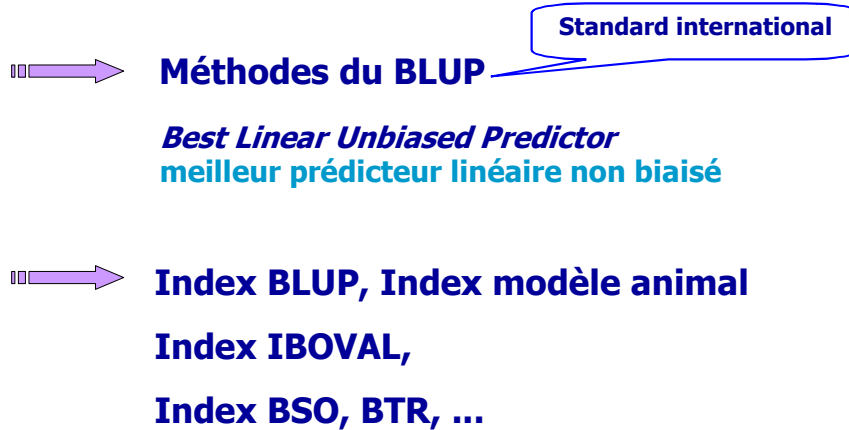 Standard international
Méthodes du BLUP
Best Linear Unbiased Predictor
meilleur prédicteur linéaire non biaisé
Index BLUP, Index modèle animal
Index IBOVAL,
Index BSO, BTR, ...